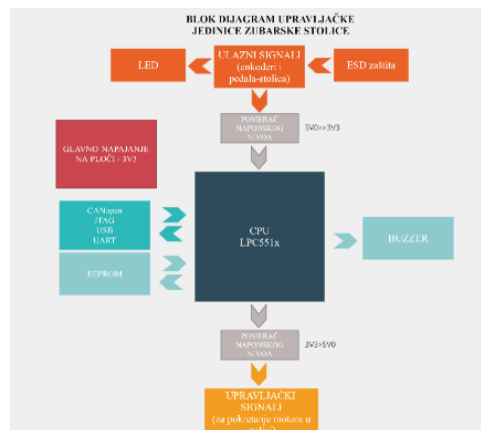 BLOK DIJAGRAM UPRAVLJAČKE
JEDINICE ZUBARSKE STOLICE
LED
ULAZNI SIGNALI
(enkoderi i
pedala-stolica)
ESD zaštita
POMERAČ
NAPONSKOG
NIVOA
5V0>>3V3
GLAVNO NAPAJANJE
NA PLOČI - 3V3
CANopen
JTAG
USB
UART
CPU
LPC551x
BUZZER
EEPROM
POMERAČ
NAPONSKOG
NIVOA
3V3>5V0
UPRAVLJAČKI
SIGNALI
(za pokretanje motora u
stolici)